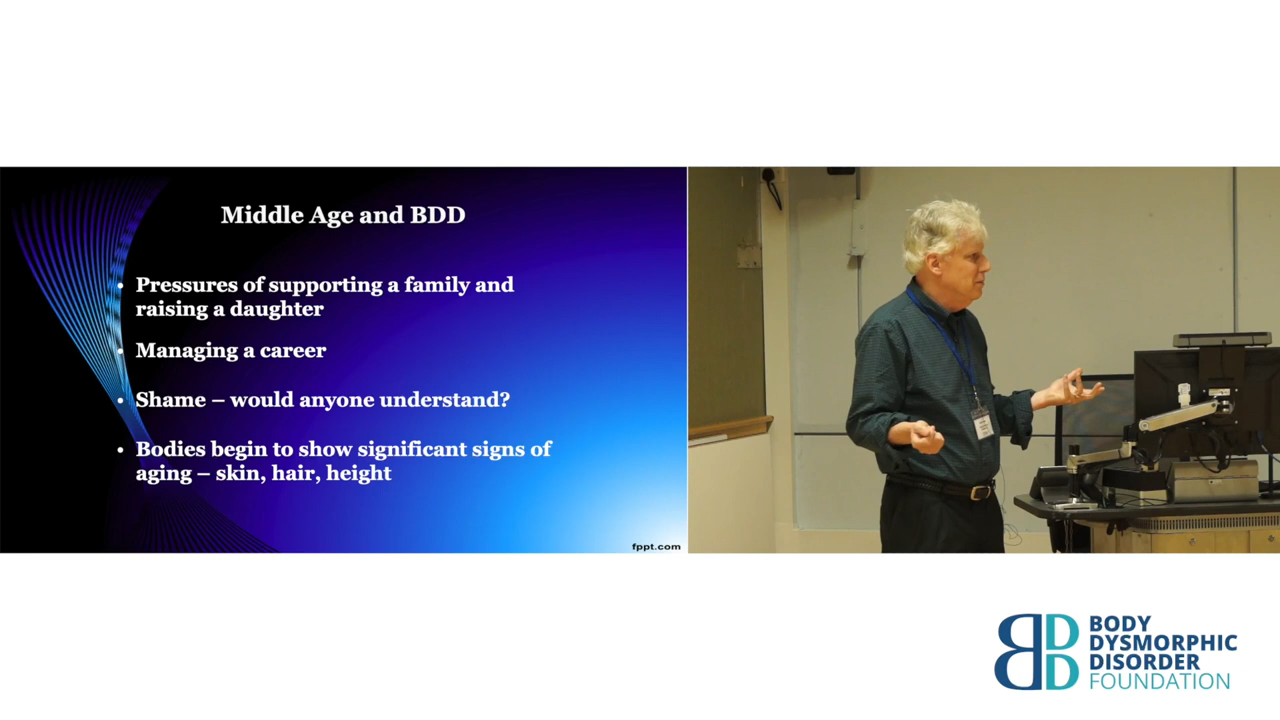 Middle Age and BDD
• Pressures of supporting a family and
raising a daughter
• Managing a career
• Shame – would anyone understand?
• Bodies begin to show significant signs of
aging – skin, hair, height
fppt.com
BODY
DYSMORPHIC
DISORDER
FOUNDATION